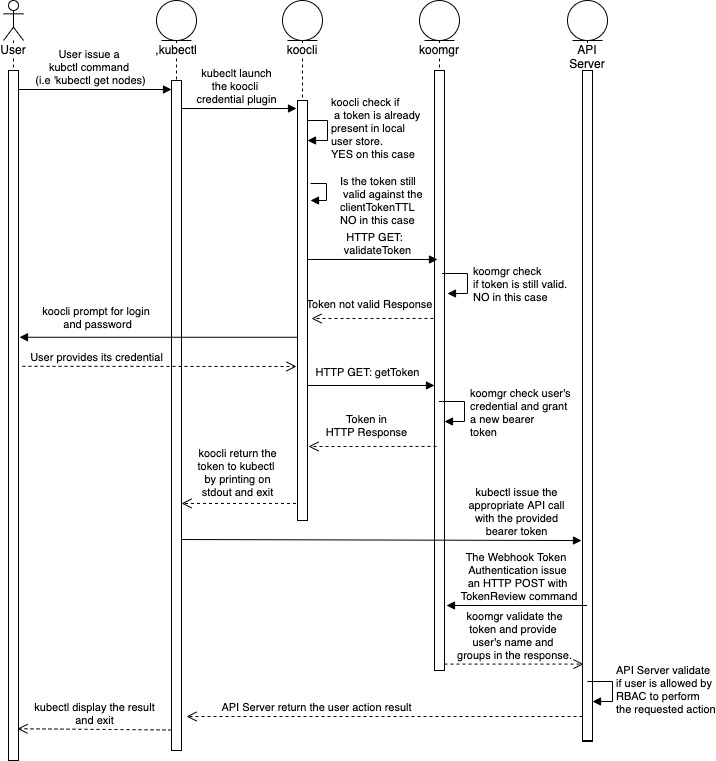 User
,kubectl
koocli
koomgr
API
Server
User issue a
kubctl command
(i.e 'kubectl get nodes)
kubeclt launch
the koocli
credential plugin
koocli check if
a token is already
present in local
user store.
YES on this case
Is the token still
valid against the
clientTokenTTL
NO in this case
HTTP GET:
validateToken
koomgr check
if token is still valid.
NO in this case
Token not valid Response
koocli prompt for login
and password
User provides its credential
HTTP GET: getToken
koomgr check user's
credential and grant
a new bearer
token
Token in
HTTP Response
koocli return the
token to kubectl
by printing on
stdout and exit
kubectl issue the
appropriate API call
with the provided
bearer token
The Webhook Token
Authentication issue
an HTTP POST with
TokenReview command
koomgr validate the
token and provide
user's name and
groups in the response.
API Server validate
if user is allowed by
RBAC to perform
the requested action
API Server return the user action result
kubectl display the result
and exit